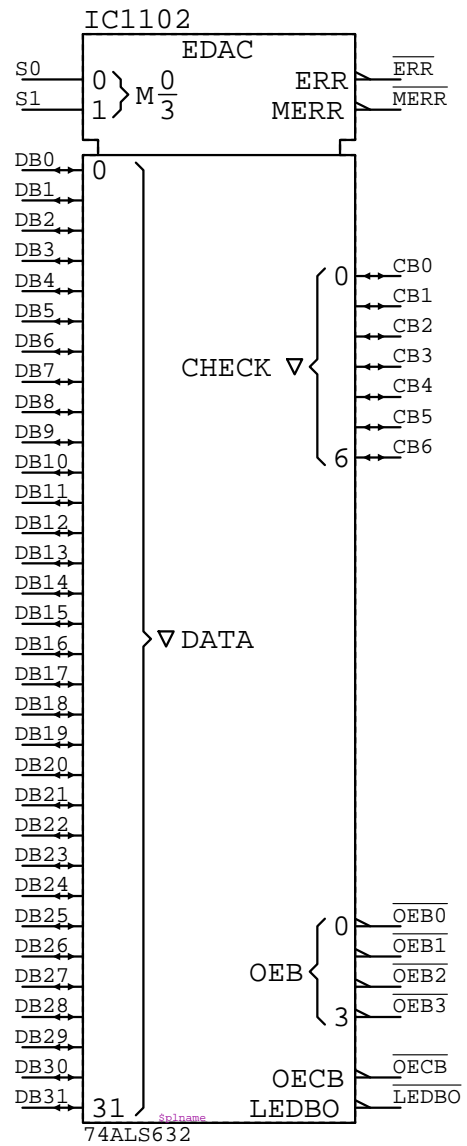 IC1102
EDAC
S0 0 M 0 ERR ERR
S1 1 3 MERR MERR
DB0 0
DB1
DB2
DB3 0 CB0
DB4 CB1
DB5 CB2
DB6 CHECK ▽ CB3
DB7 CB4
DB8 CB5
DB9 6 CB6
DB10
DB11
DB12
DB13
DB14
DB15
DB16 ▽ DATA
DB17
DB18
DB19
DB20
DB21
DB22
DB23
DB24
DB25 0 OEB0
DB26 OEB1
DB27 OEB OEB2
DB28 3 OEB3
DB29
DB30 OECB OECB
DB31 31 $plname LEDBO LEDBO
74ALS632